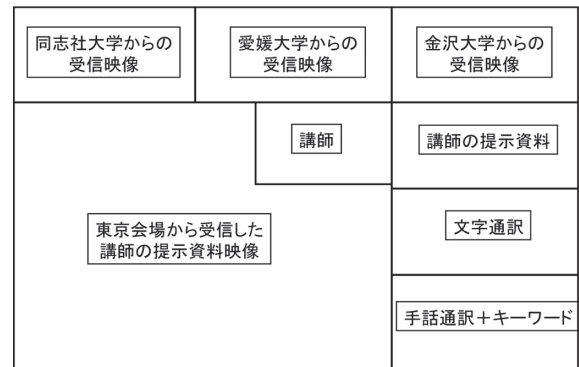 同志社大学からの
受信映像
愛媛大学からの
受信映像
金沢大学からの
受信映像
講師
講師の提示資料
東京会場から受信した
講師の提示資料映像
文字通訳
手話通訳＋キーワード